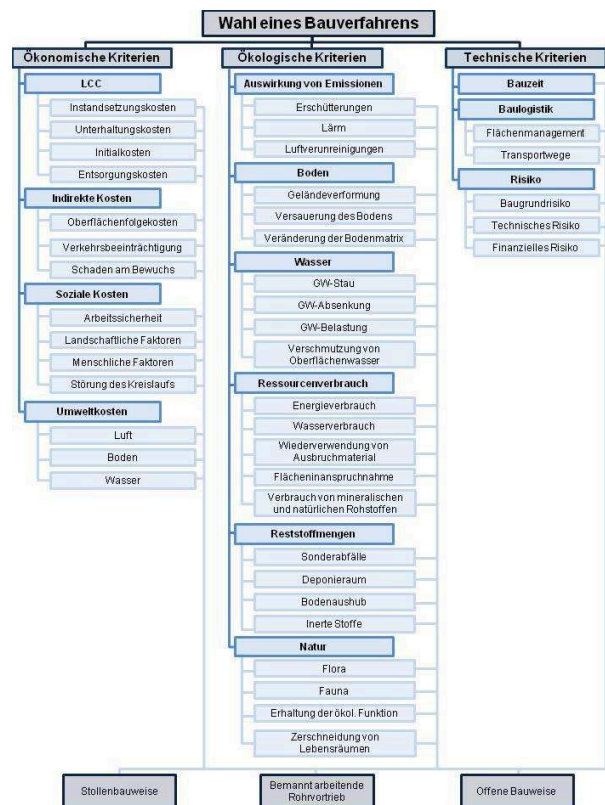 Wahl eines Bauverfahrens
Ökonomische Kriterien
LCC
Instandsetzungskosten
Unterhaltungskosten
Initialkosten
Entsorgungskosten
Indirekte Kosten
Oberflächenfolgekosten
Verkehrsbeeinträchtigung
Schaden am Bewuchs
Soziale Kosten
Arbeitssicherheit
Landschaftliche Faktoren
Menschliche Faktoren
Störung des Kreislaufs
Umweltkosten
Luft
Boden
Wasser
Ökologische Kriterien
Auswirkung von Emissionen
Erschütterungen
Lärm
Luftverunreinigungen
Boden
Geländeverformung
Versauerung des Bodens
Veränderung der Bodenmatrix
Wasser
GW-Stau
GW-Absenkung
GW-Belastung
Verschmutzung von
Oberflächenwasser
Ressourcenverbrauch
Energieverbrauch
Wasserverbrauch
Wiederverwendung von
Ausbruchmaterial
Flächeninanspruchnahme
Verbrauch von mineralischen
und natürlichen Rohstoffen
Reststoffmengen
Sonderabfälle
Deponieraum
Bodenaushub
Inerte Stoffe
Natur
Flora
Fauna
Erhaltung der ökol. Funktion
Zerschneidung von
Lebensräumen
Technische Kriterien
Bauzeit
Baulogistik
Flächenmanagement
Transportwege
Risiko
Baugrundrisiko
Technisches Risiko
Finanzielles Risiko
Stollenbauweise
Bemannt arbeitende
Rohrvortrieb
Offene Bauweise